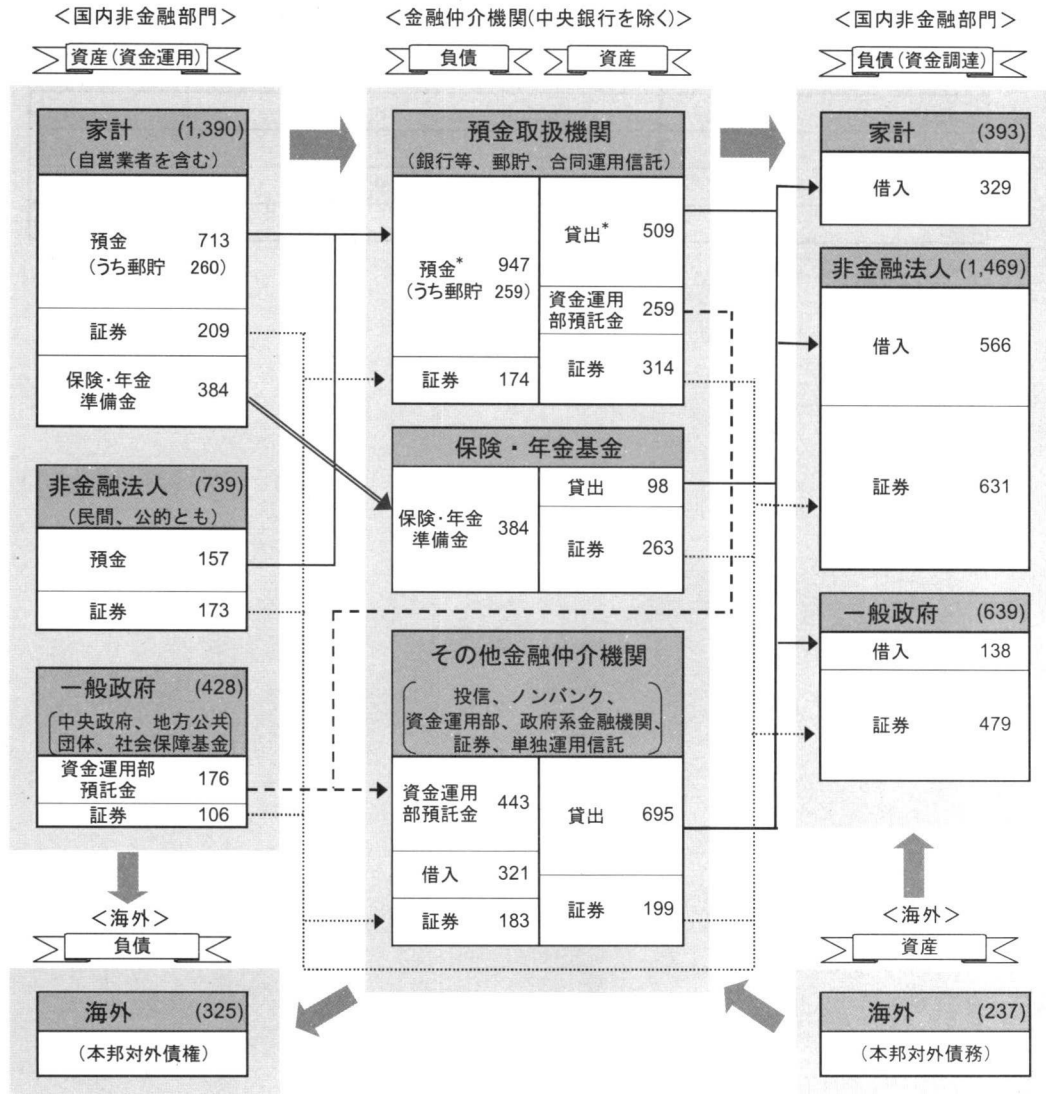 ＜国内非金融部門＞
資産(資金運用)
家計 (1,390)
(自営業者を含む)
預金 713
(うち郵貯 260)
証券 209
保険・年金 384
準備金
非金融法人 (739)
(民間、公的とも)
預金 157
証券 173
一般政府 (428)
中央政府、地方公共
団体、社会保障基金
資金運用部 176
預託金
証券 106
＜海外＞
負債
海外 (325)
(本邦対外債権)
＜金融仲介機関(中央銀行を除く)＞
負債 資産
預金取扱機関
(銀行等、郵貯、合同運用信託)
預金* 947
(うち郵貯 259)
証券 174
貸出* 509
資金運用 259
部預託金
証券 314
保険・年金基金
保険・年金 384
準備金
貸出 98
証券 263
その他金融仲介機関
投信、ノンバンク、
資金運用部、政府系金融機関、
証券、単独運用信託
資金運用 443
部預託金
借入 321
証券 183
貸出 695
証券 199
＜国内非金融部門＞
負債(資金調達)
家計 (393)
借入 329
非金融法人 (1,469)
借入 566
証券 631
一般政府 (639)
借入 138
証券 479
＜海外＞
資産
海外 (237)
(本邦対外債務)